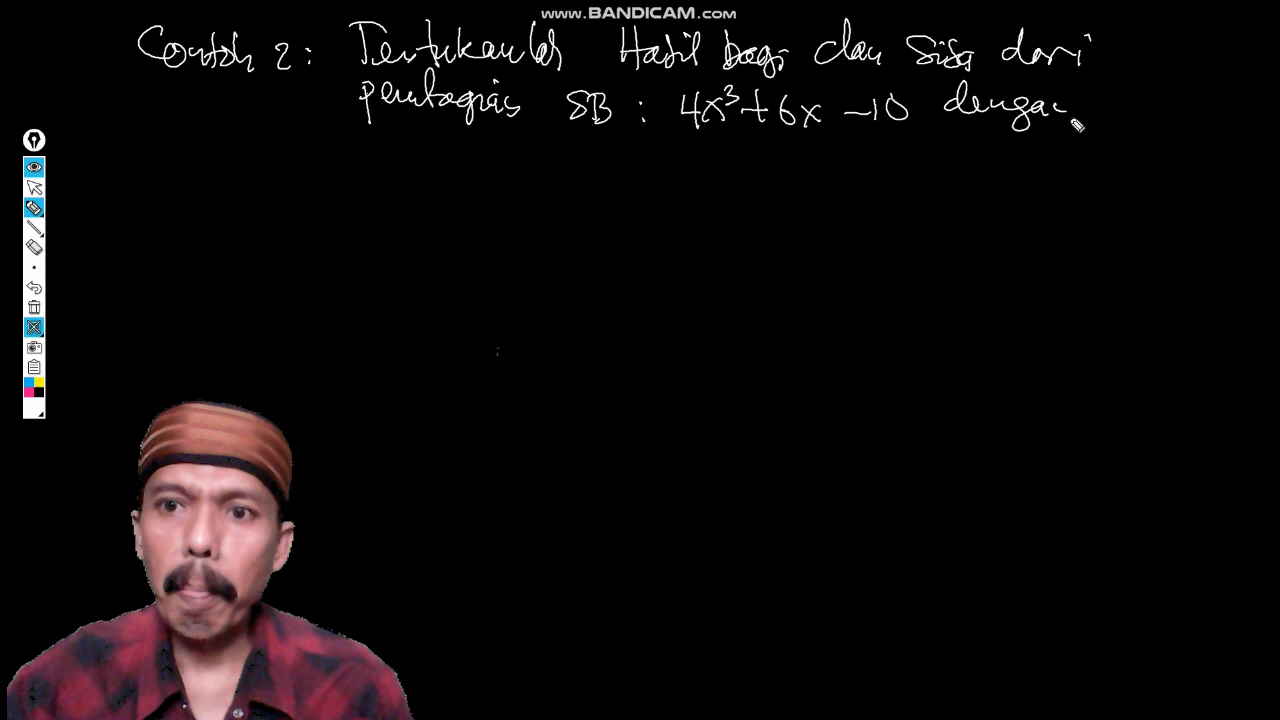 www.BANDICAM.com
Contoh 2: Tentukanlah Hasil bagi dan Sisa dari
pembagian SB : 4x³+6x -10 dengan